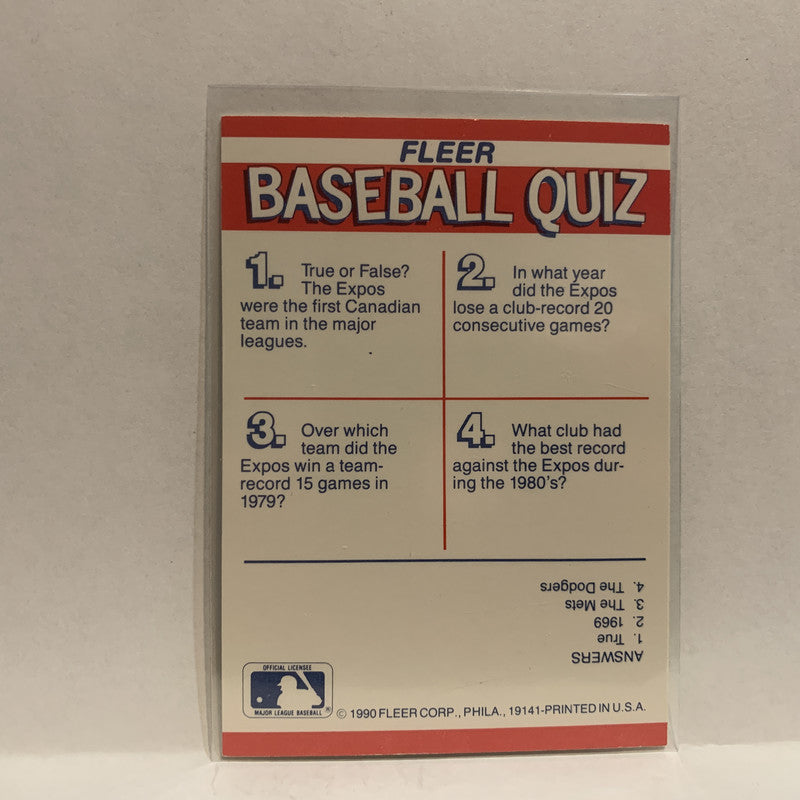 FLEER
BASEBALL QUIZ
1. True or False?
The Expos
were the first Canadian
team in the major
leagues.
2. In what year
did the Expos
lose a club-record 20
consecutive games?
3. Over which
team did the
Expos win a team-
record 15 games in
1979?
4. What club had
the best record
against the Expos dur-
ing the 1980's?
ANSWERS
1. True
2. 1969
3. The Mets
4. The Dodgers
OFFICIAL LICENSEE
MAJOR LEAGUE BASEBALL ®
© 1990 FLEER CORP., PHILA., 19141-PRINTED IN U.S.A.